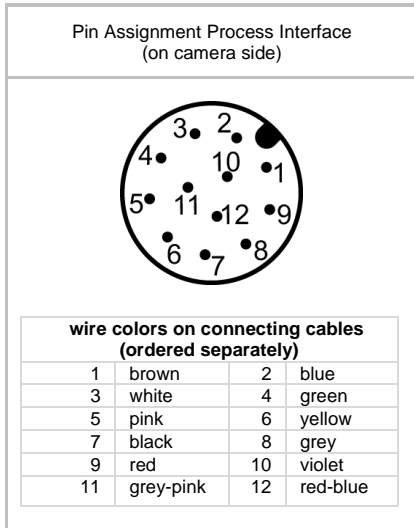 Pin Assignment Process Interface
(on camera side)
3 2
4 10 1
5 11 12 9
6 7 8
wire colors on connecting cables
(ordered separately)
1 brown 2 blue
3 white 4 green
5 pink 6 yellow
7 black 8 grey
9 red 10 violet
11 grey-pink 12 red-blue